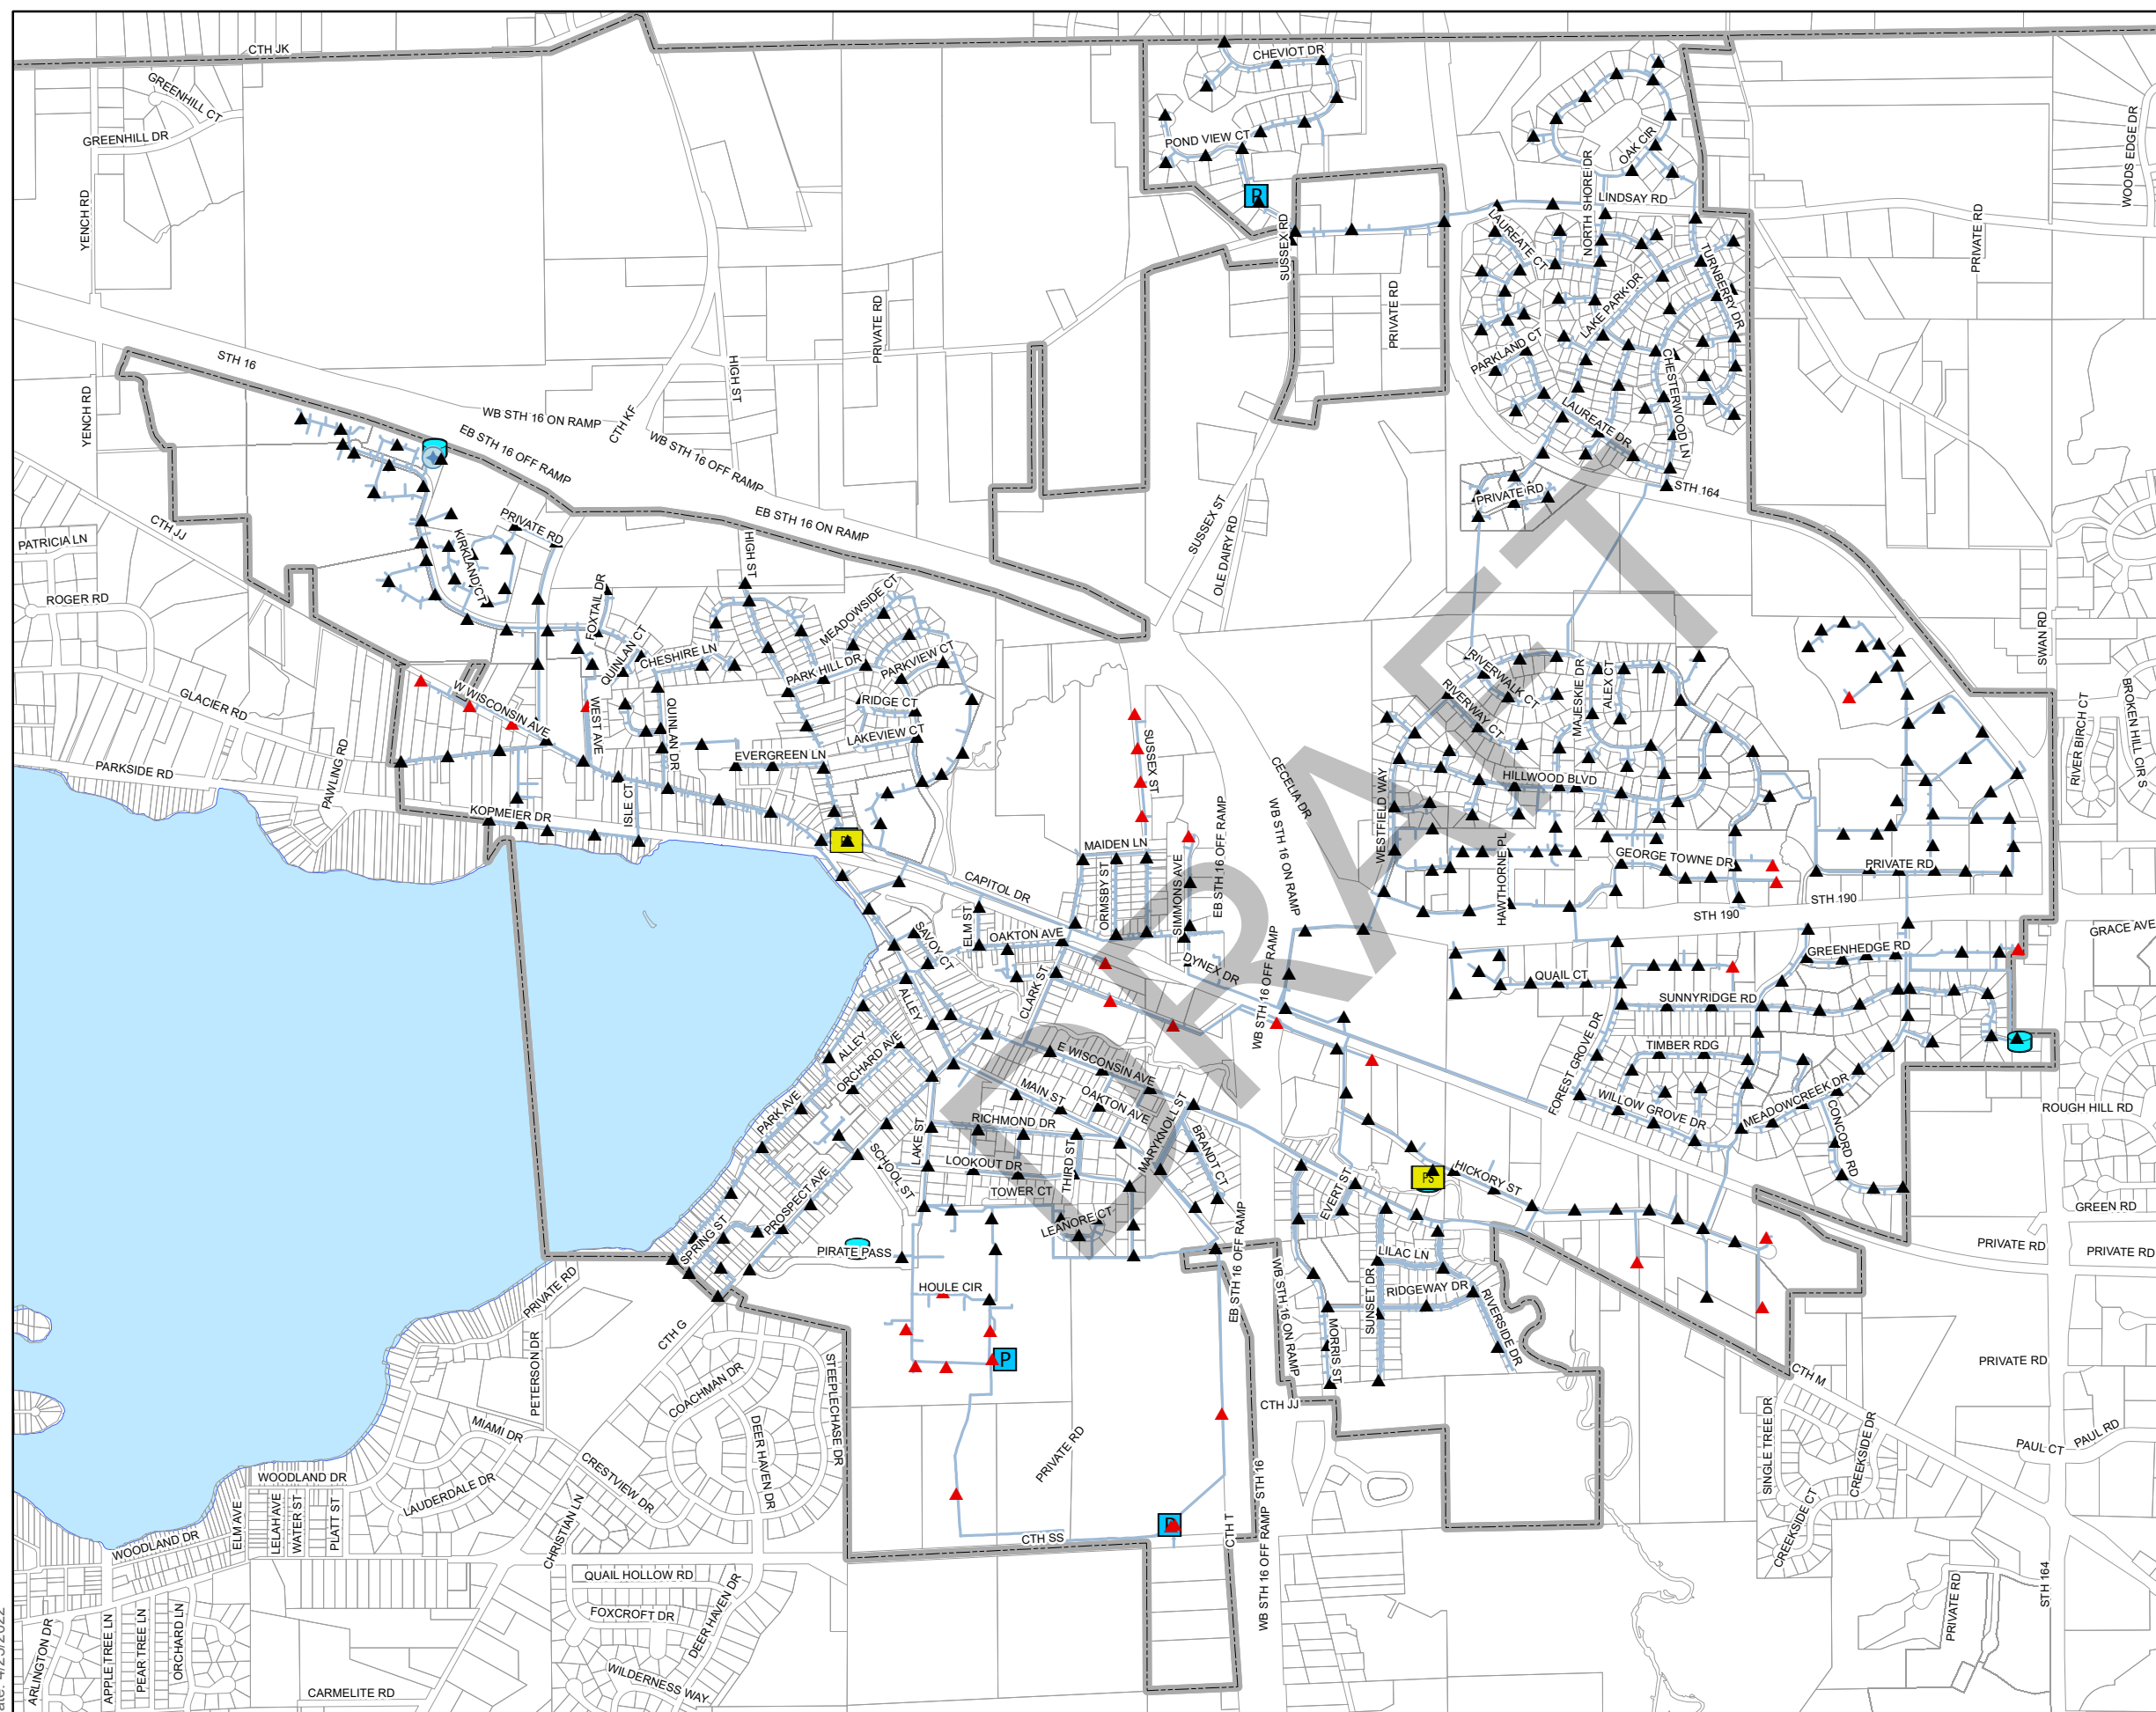 CTH JK
GREENHILL CT
GREENHILL DR
YENCH RD
CHEVIOT DR
POND VIEW CT
OAK CIR
NORTH SHORE DR
LINDSAY RD
WOODS EDGE DR
PRIVATE RD
SUSSEX RD
LAUREATE CT
TURNBERRY DR
LAKE PARK DR
PRIVATE RD
PRIVATE RD
PARKLAND CT
CHESTERWOOD LN
LAUREATE DR
STH 16
HIGH ST
YENCH RD
WB STH 16 ON RAMP
CTH KF
EB STH 16 OFF RAMP
WB STH 16 OFF RAMP
EB STH 16 ON RAMP
PRIVATE RD
STH 164
SUSSEX ST
OLE DAIRY RD
CTH JJ
PATRICIA LN
PRIVATE RD
KIRKLAND CT
HIGH ST
ROGER RD
FOXTAIL DR
MEADOWSIDE CT
QUINLAN CT
CHESHIRE LN
PARK HILL DR
PARKVIEW CT
SWAN RD
RIVERWALK CT
RIVERWAY CT
MAJESKIE DR
ALEX CT
GLACIER RD
W WISCONSIN AVE
WEST AVE
QUINLAN DR
RIDGE CT
LAKEVIEW CT
EVERGREEN LN
PARKSIDE RD
PAWLING RD
KOPMEIER DR
ISLE CT
SUSSEX ST
CECELIA DR
HILLWOOD BLVD
RIVER BIRCH CT
BROKEN HILL CIR S
WESTFIELD WAY
EB STH 16 OFF RAMP
WB STH 16 ON RAMP
MAIDEN LN
ORMSBY ST
SIMMONS AVE
HAWTHORNE PL
GEORGE TOWNE DR
PRIVATE RD
CAPITOL DR
STH 190
STH 190
ELM ST
OAKTON AVE
SAVOY CT
GRACE AVE
GREENHEDGE RD
DYNEX DR
WB STH 16 OFF RAMP
QUAIL CT
SUNNYRIDGE RD
CLARK ST
ALLEY
ALLEY
ORCHARD AVE
E WISCONSIN AVE
TIMBER RDG
FOREST GROVE DR
MAIN ST
OAKTON AVE
PARK AVE
WILLOW GROVE DR
MEADOWCREEK DR
ROUGH HILL RD
RICHMOND DR
MARYKNOLL ST
BRANDT CT
CONCORD RD
LAKE ST
SCHOOL ST
LOOKOUT DR
THIRD ST
TOWER CT
PS
HICKORY ST
PROSPECT AVE
EVERT ST
GREEN RD
SPRING ST
LEANORE CT
PIRATE PASS
LILAC LN
PRIVATE RD
PRIVATE RD
HOULE CIR
EB STH 16 OFF RAMP
WB STH 16 ON RAMP
SUNSET DR
RIDGEWAY DR
RIVERSIDE DR
MORRIS ST
PRIVATE RD
CTH G
PETERSON DR
P
STEEPLECHASE DR
COACHMAN DR
PRIVATE RD
CTH M
CTH JJ
DEER HAVEN DR
MIAMI DR
PRIVATE RD
SINGLE TREE DR
CREEKSIDE DR
PAUL CT
PAUL RD
CRESTVIEW DR
WOODLAND DR
LAUDERDALE DR
ELM AVE
LELAH AVE
WATER ST
PLATT ST
CHRISTIAN LN
WOODLAND DR
STH 16
CTH SS
CTH T
CREEKSIDE CT
WB STH 16 OFF RAMP
QUAIL HOLLOW RD
FOXCROFT DR
DEER HAVEN DR
PRIVATE RD
STH 164
ARLINGTON DR
APPLE TREE LN
PEAR TREE LN
ORCHARD LN
WILDERNESS WAY
CARMELITE RD
DRAFT